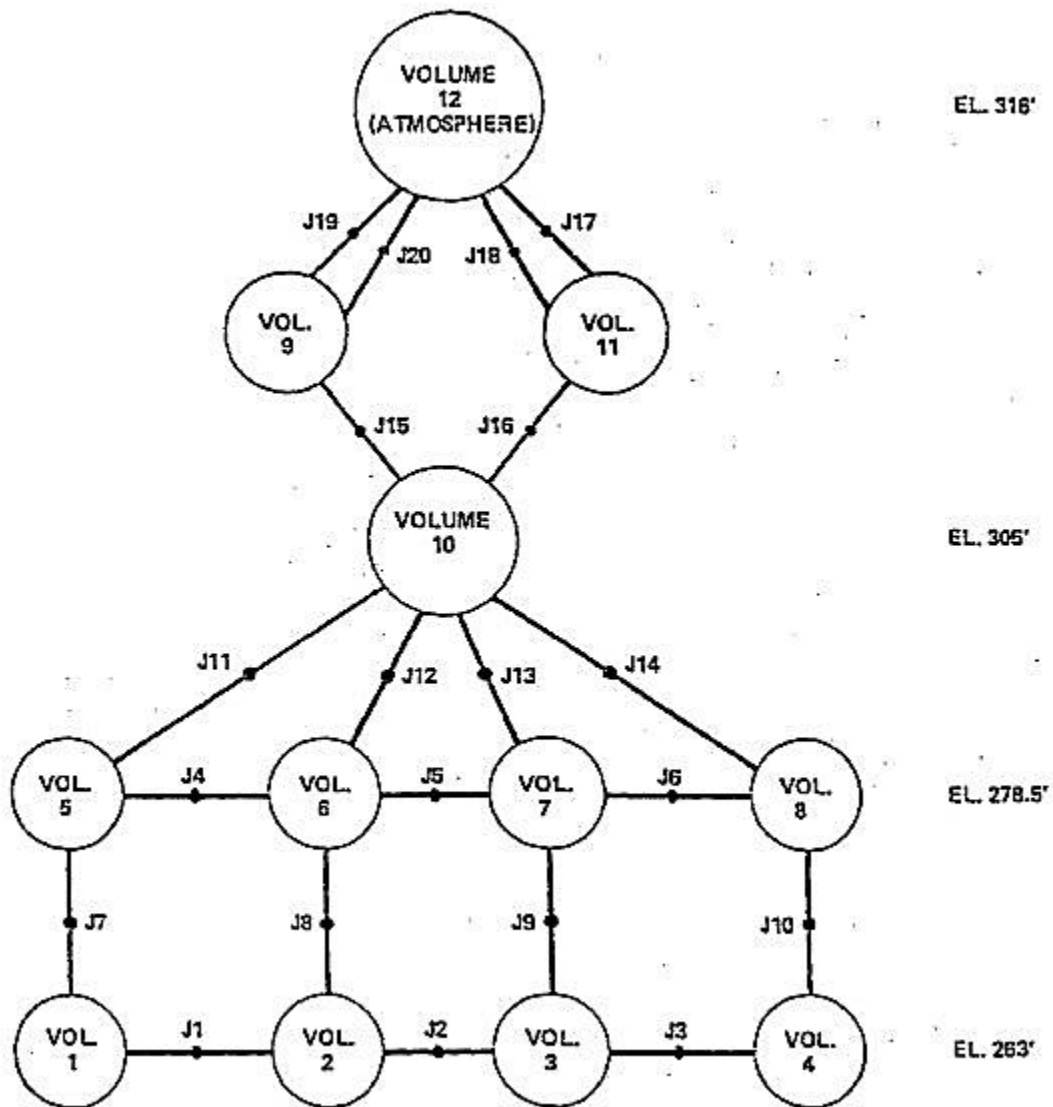 VOLUME
12
(ATMOSPHERE)
EL. 316'
J19
J20
J18
J17
VOL.
9
VOL.
11
J15
J16
VOLUME
10
EL. 305'
J11
J12
J13
J14
VOL.
5
J4
VOL.
6
J5
VOL.
7
J6
VOL.
8
EL. 278.5'
J7
J8
J9
J10
VOL.
1
J1
VOL.
2
J2
VOL.
3
J3
VOL.
4
EL. 263'